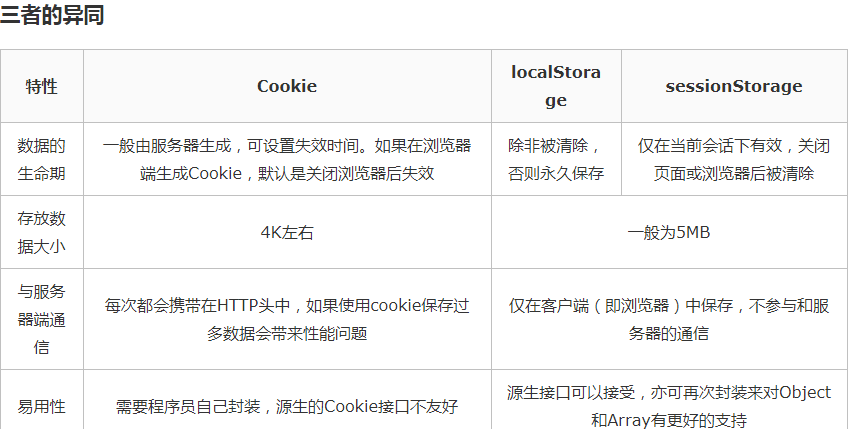 三者的异同
特性
Cookie
localStora
ge
sessionStorage
数据的
生命期
一般由服务器生成，可设置失效时间。如果在浏览器
端生成Cookie，默认是关闭浏览器后失效
除非被清除，
否则永久保存
仅在当前会话下有效，关闭
页面或浏览器后被清除
存放数
据大小
4K左右
一般为5MB
与服务
器端通
信
每次都会携带在HTTP头中，如果使用cookie保存过
多数据会带来性能问题
仅在客户端（即浏览器）中保存，不参与和服
务器的通信
易用性
需要程序员自己封装，源生的Cookie接口不友好
源生接口可以接受，亦可再次封装来对Object
和Array有更好的支持